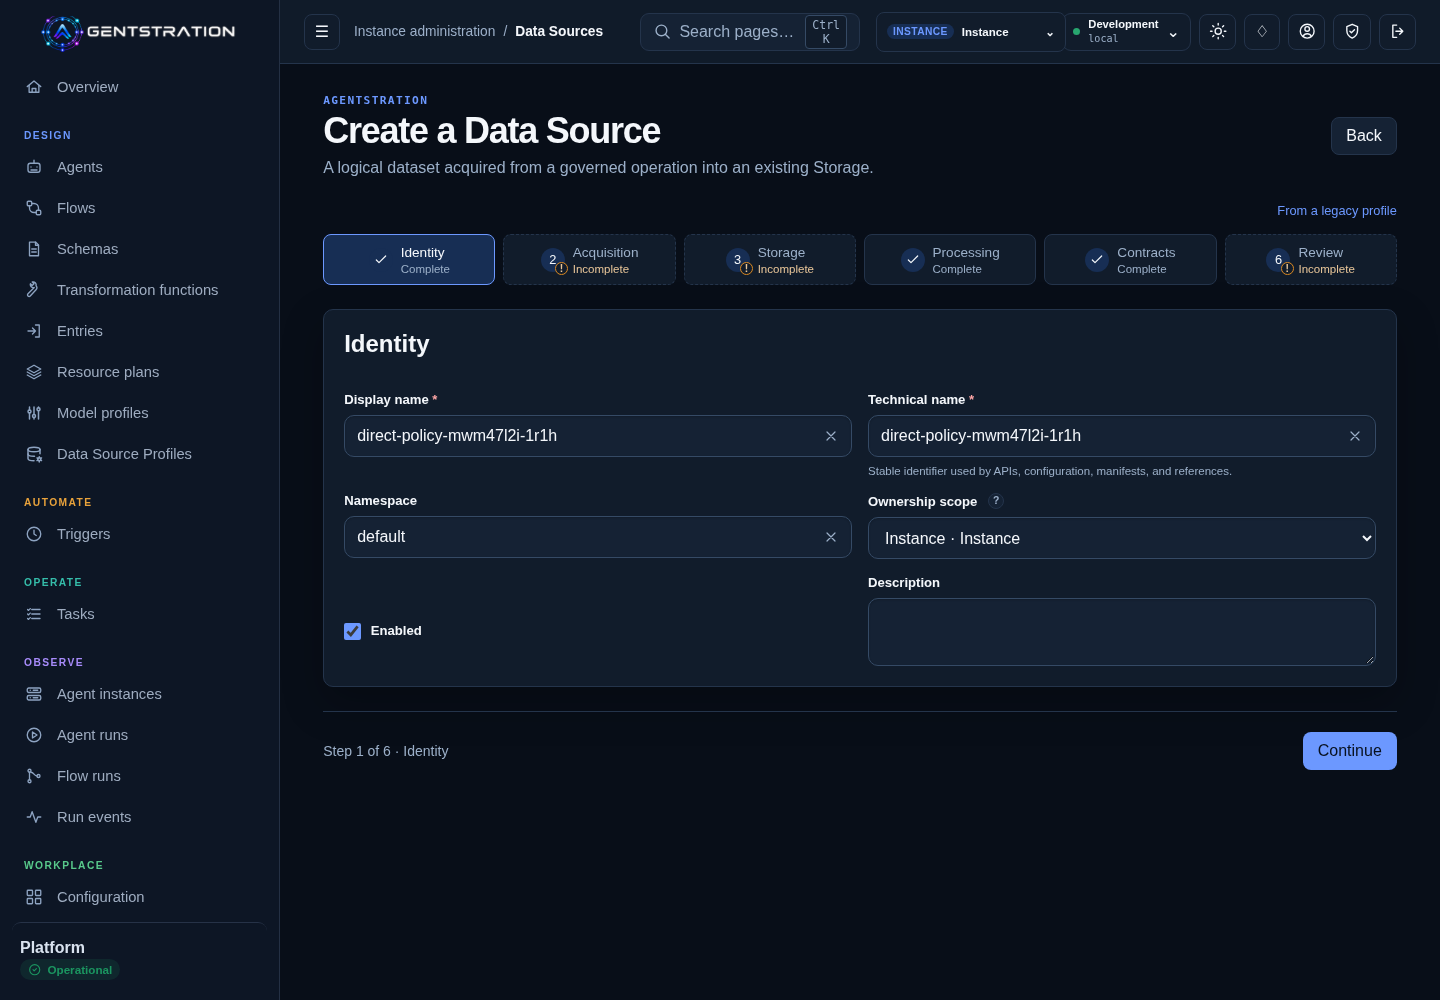 GENTSTRATION
Overview
DESIGN
Agents
Flows
Schemas
Transformation functions
Entries
Resource plans
Model profiles
Data Source Profiles
AUTOMATE
Triggers
OPERATE
Tasks
OBSERVE
Agent instances
Agent runs
Flow runs
Run events
WORKPLACE
Configuration
Platform
Operational
☰
Instance administration / Data Sources
Search pages… Ctrl K
INSTANCE Instance
Development
local
AGENTSTRATION
Create a Data Source
A logical dataset acquired from a governed operation into an existing Storage.
Back
From a legacy profile
Identity
Complete
2 ! Acquisition
Incomplete
3 ! Storage
Incomplete
Processing
Complete
Contracts
Complete
6 ! Review
Incomplete
Identity
Display name *
direct-policy-mwm47l2i-1r1h
Technical name *
direct-policy-mwm47l2i-1r1h
Stable identifier used by APIs, configuration, manifests, and references.
Namespace
default
Ownership scope ?
Instance · Instance
Enabled
Description
Step 1 of 6 · Identity
Continue